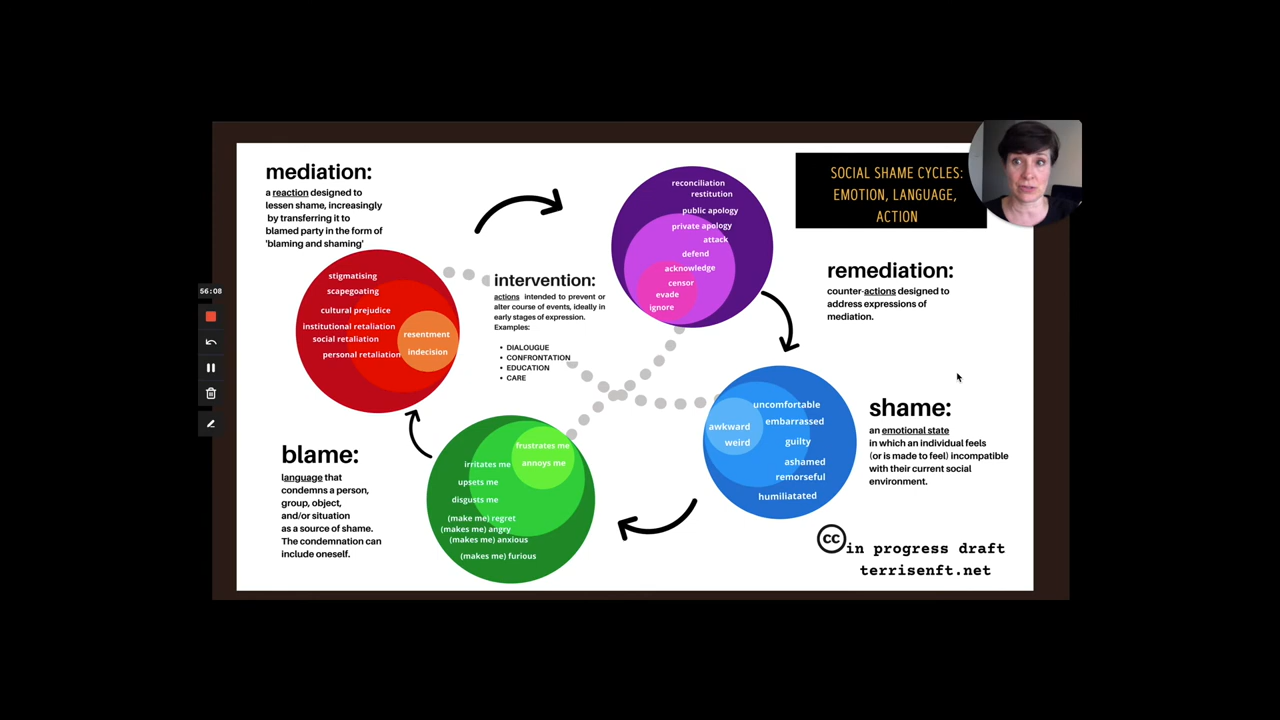 mediation:
a reaction designed to
lessen shame, increasingly
by transferring it to
blamed party in the form of
'blaming and shaming'
stigmatising
scapegoating
cultural prejudice
institutional retaliation
social retaliation
personal retaliation
resentment
indecision
intervention:
actions intended to prevent or
alter course of events, ideally in
early stages of expression.
Examples:
• DIALOGUE
• CONFRONTATION
• EDUCATION
• CARE
reconciliation
restitution
public apology
private apology
attack
defend
acknowledge
censor
evade
ignore
SOCIAL SHAME CYCLES:
EMOTION, LANGUAGE,
ACTION
remediation:
counter-actions designed to
address expressions of
mediation.
56:08
blame:
language that
condemns a person,
group, object,
and/or situation
as a source of shame.
The condemnation can
include oneself.
frustrates me
annoys me
irritates me
upsets me
disgusts me
(make me) regret
(makes me) angry
(makes me) anxious
(makes me) furious
uncomfortable
embarrassed
awkward
weird
guilty
ashamed
remorseful
humiliatated
shame:
an emotional state
in which an individual feels
(or is made to feel) incompatible
with their current social
environment.
cc
in progress draft
terrisenft.net